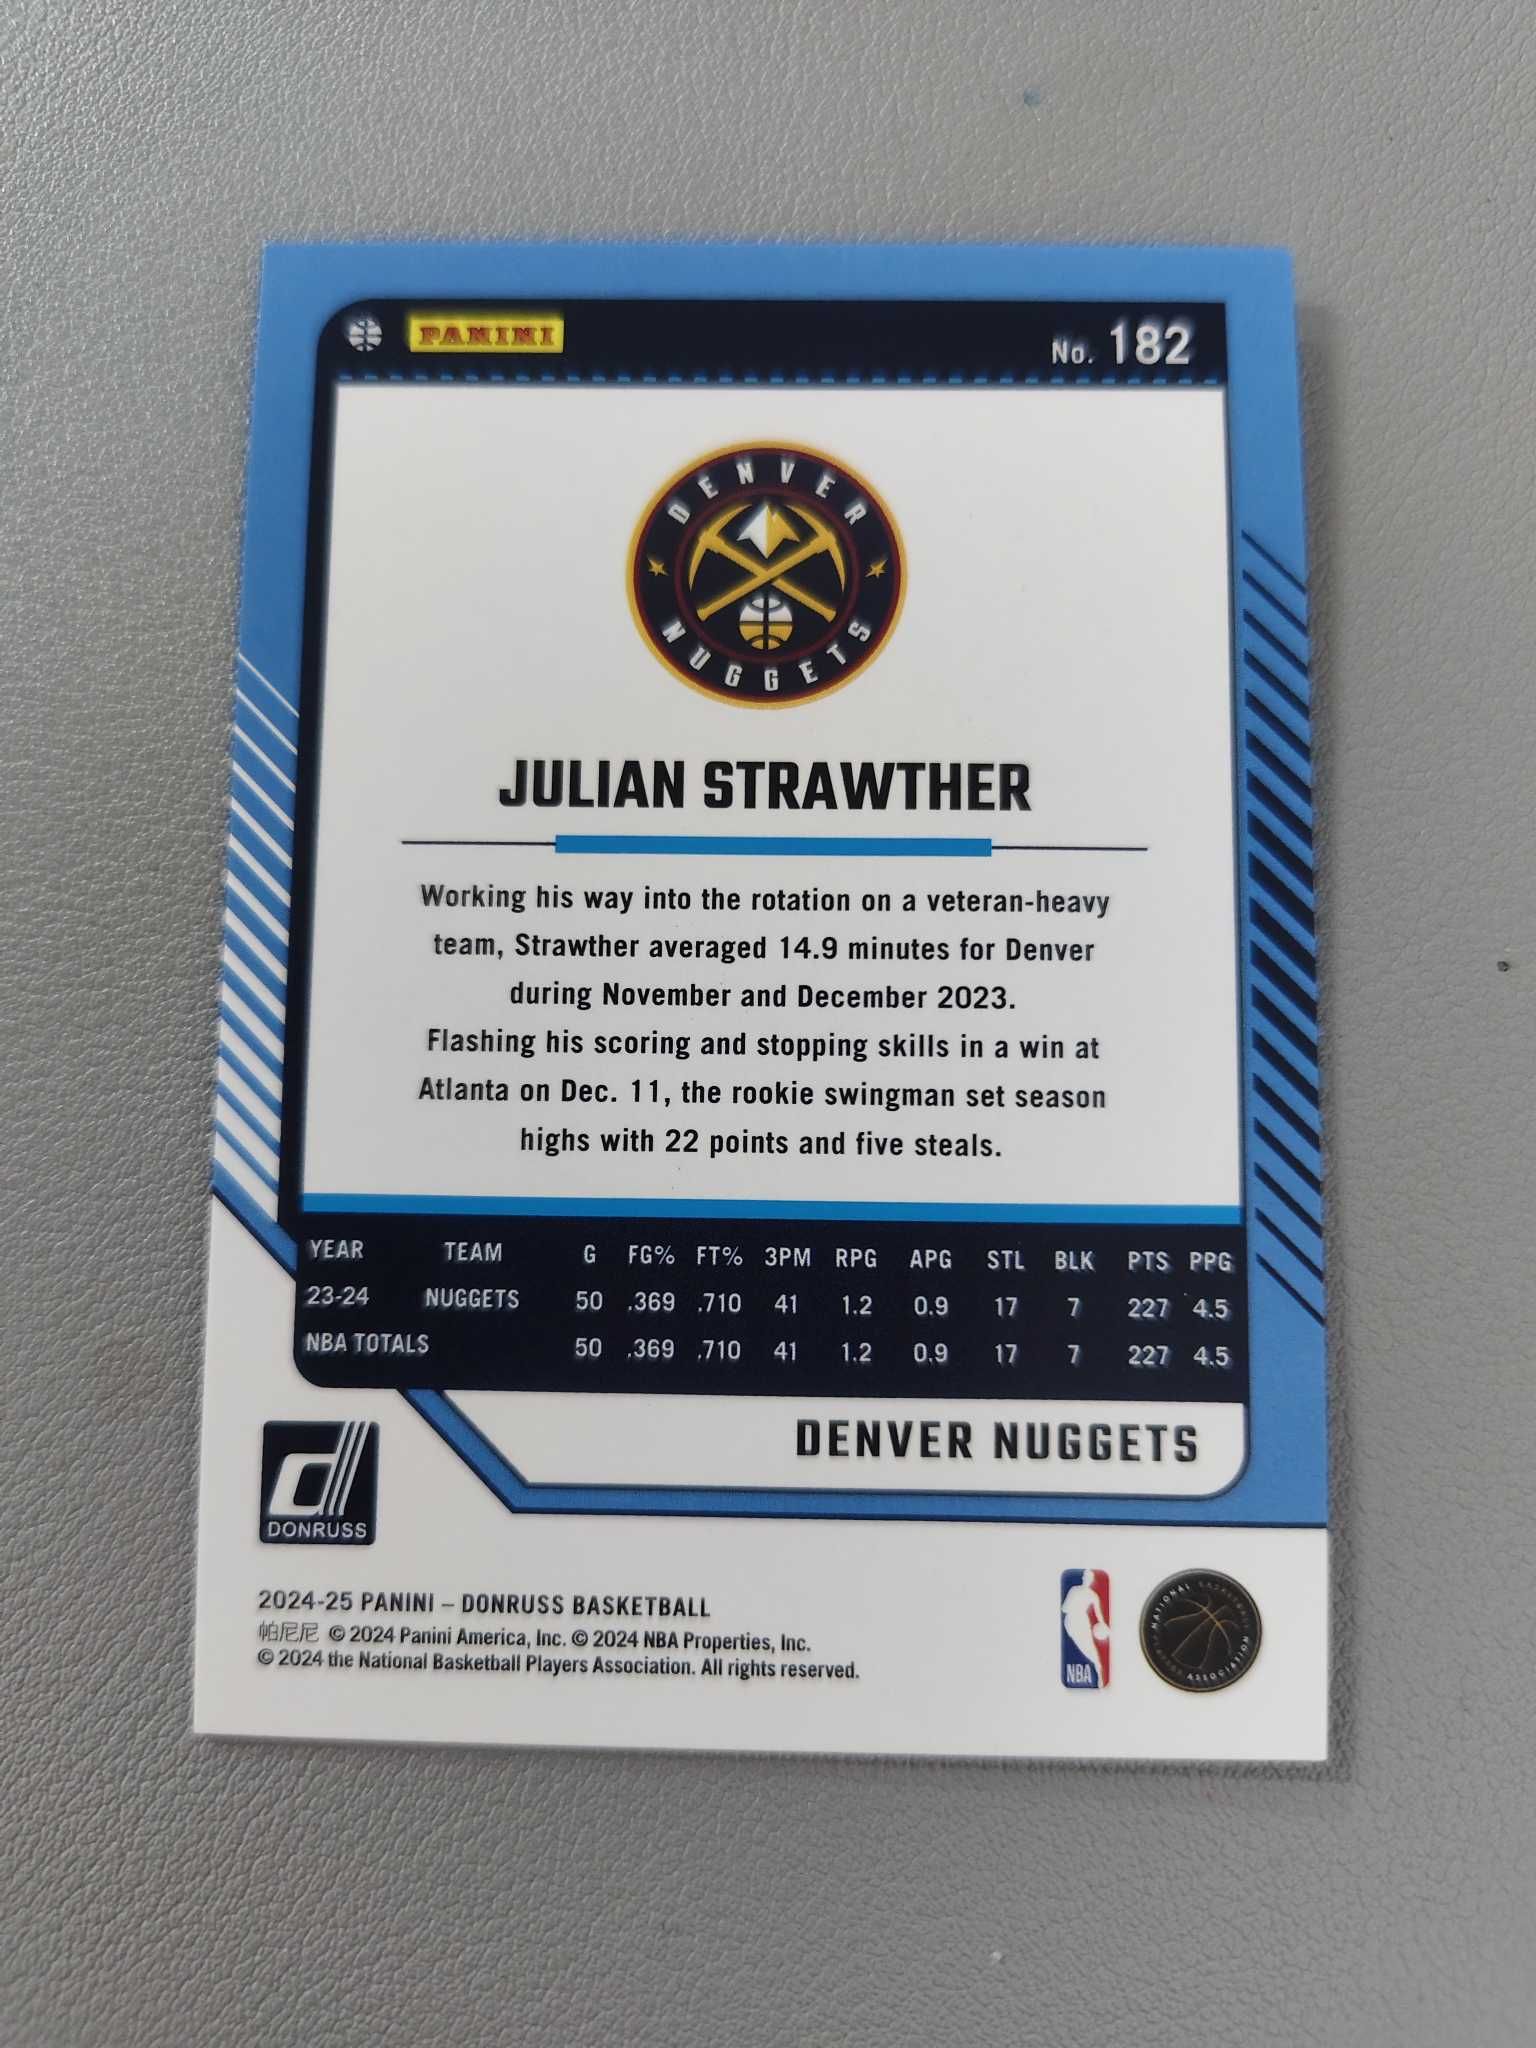 PANINI
No. 182
DENVER
NUGGETS
JULIAN STRAWTHER
Working his way into the rotation on a veteran-heavy
team, Strawther averaged 14.9 minutes for Denver
during November and December 2023.
Flashing his scoring and stopping skills in a win at
Atlanta on Dec. 11, the rookie swingman set season
highs with 22 points and five steals.
YEAR TEAM G FG% FT% 3PM RPG APG STL BLK PTS PPG
23-24 NUGGETS 50 .369 .710 41 1.2 0.9 17 7 227 4.5
NBA TOTALS 50 .369 .710 41 1.2 0.9 17 7 227 4.5
DENVER NUGGETS
d
DONRUSS
2024-25 PANINI – DONRUSS BASKETBALL
帕尼尼 © 2024 Panini America, Inc. © 2024 NBA Properties, Inc.
© 2024 the National Basketball Players Association. All rights reserved.
NBA
NATIONAL BASKETBALL PLAYERS ASSOCIATION